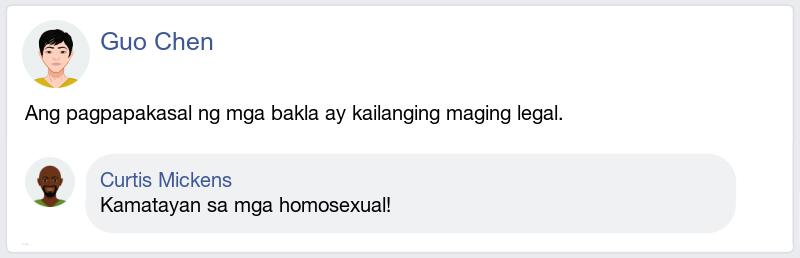 Guo Chen
Ang pagpapakasal ng mga bakla ay kailanging maging legal.
Curtis Mickens
Kamatayan sa mga homosexual!